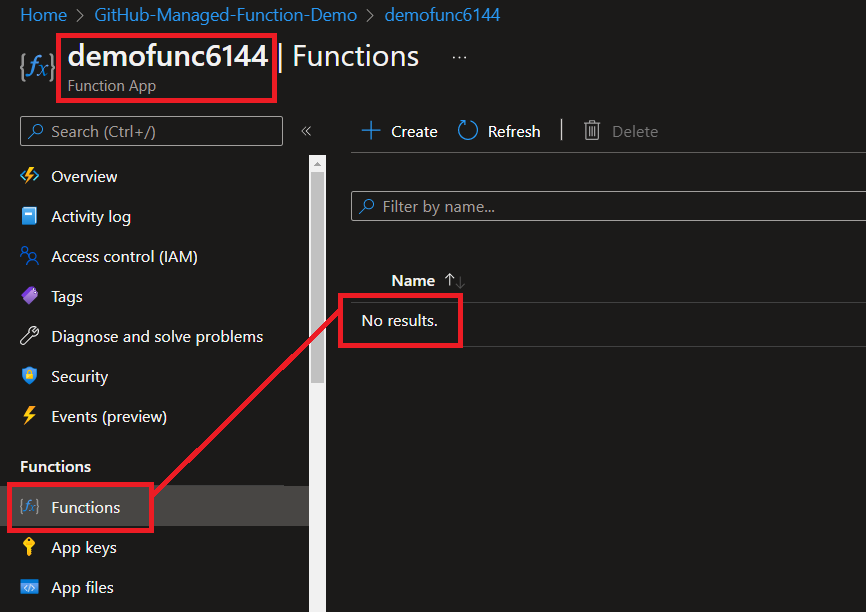 Home > GitHub-Managed-Function-Demo > demofunc6144
demofunc6144 | Functions ...
Function App
Search (Ctrl+/) «
Overview
Activity log
Access control (IAM)
Tags
Diagnose and solve problems
Security
Events (preview)
Functions
Functions
App keys
App files
Create Refresh | Delete
Filter by name...
Name ↑↓
No results.